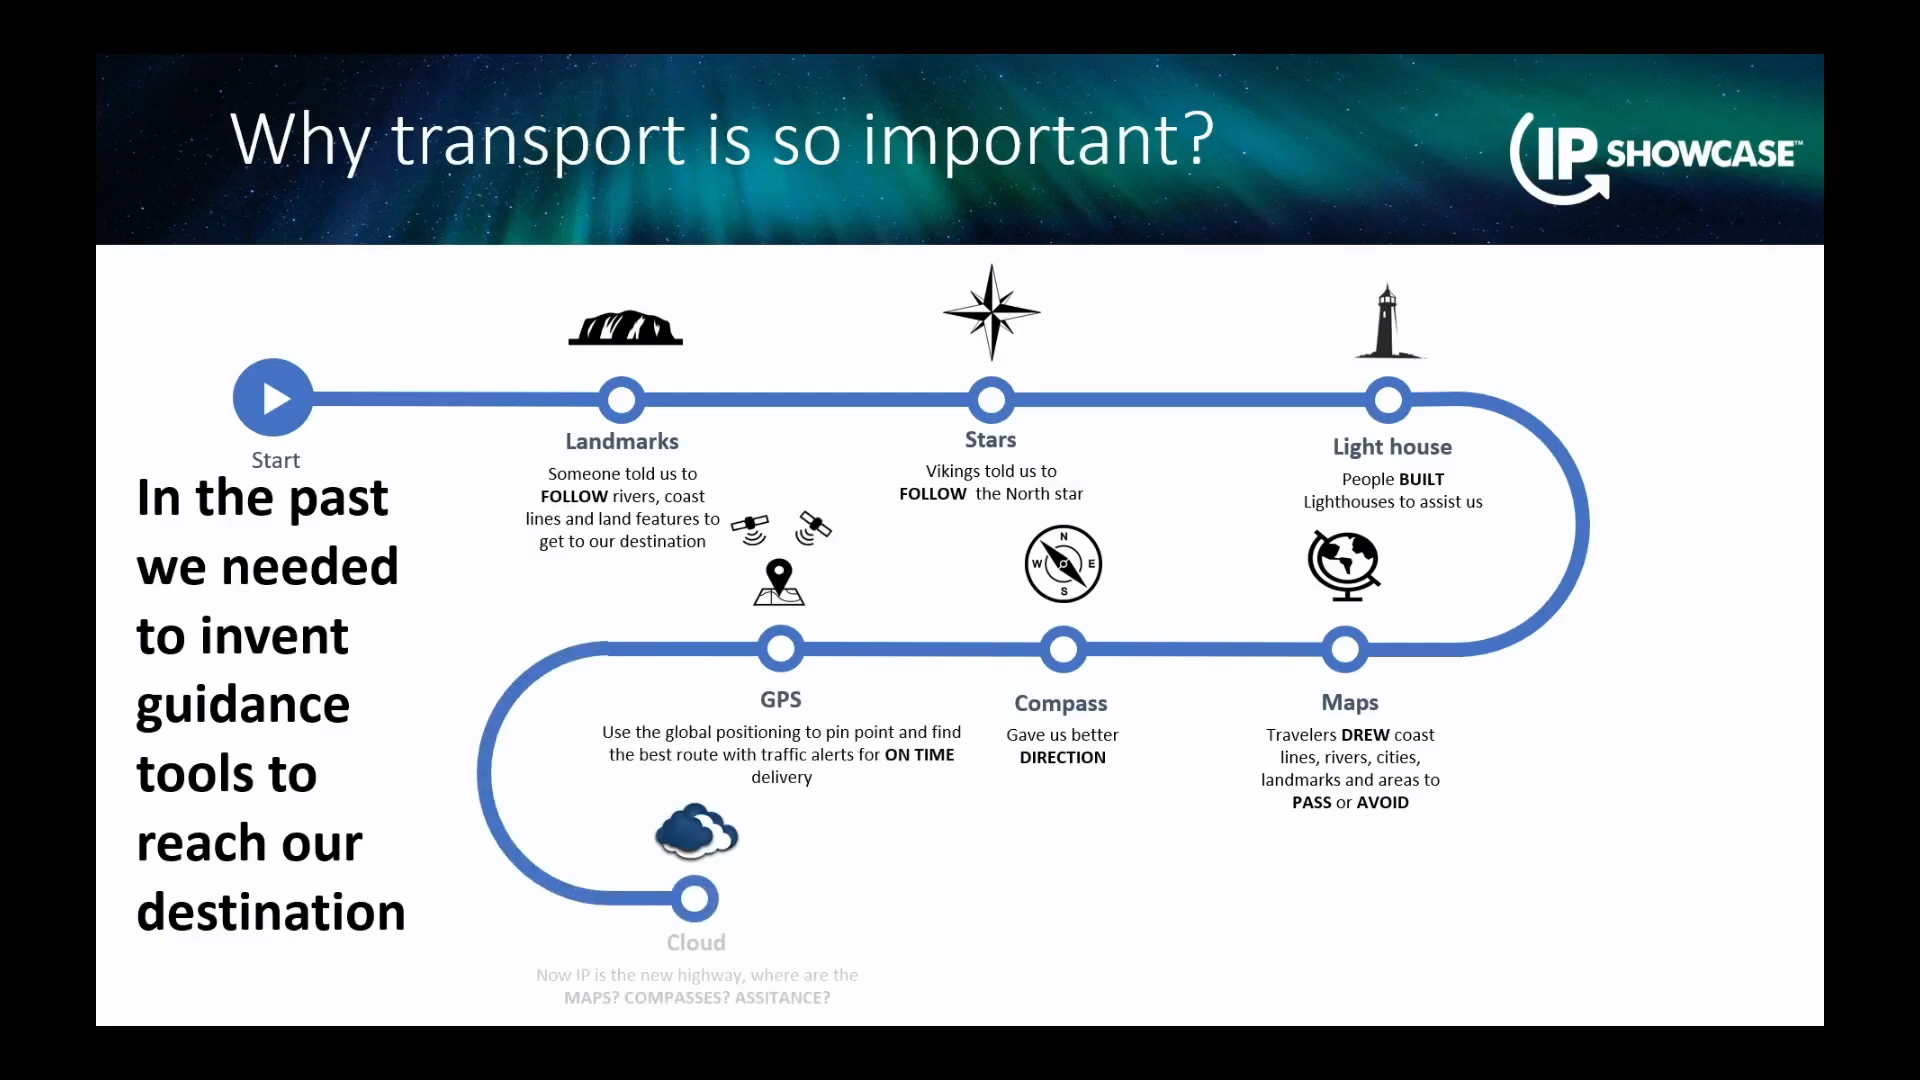 Why transport is so important?
IP SHOWCASE™
Start
In the past
we needed
to invent
guidance
tools to
reach our
destination
Landmarks
Someone told us to
FOLLOW rivers, coast
lines and land features to
get to our destination
Stars
Vikings told us to
FOLLOW the North star
Light house
People BUILT
Lighthouses to assist us
N
W E
S
Maps
Travelers DREW coast
lines, rivers, cities,
landmarks and areas to
PASS or AVOID
Compass
Gave us better
DIRECTION
GPS
Use the global positioning to pin point and find
the best route with traffic alerts for ON TIME
delivery
Cloud
Now IP is the new highway, where are the
MAPS? COMPASSES? ASSITANCE?